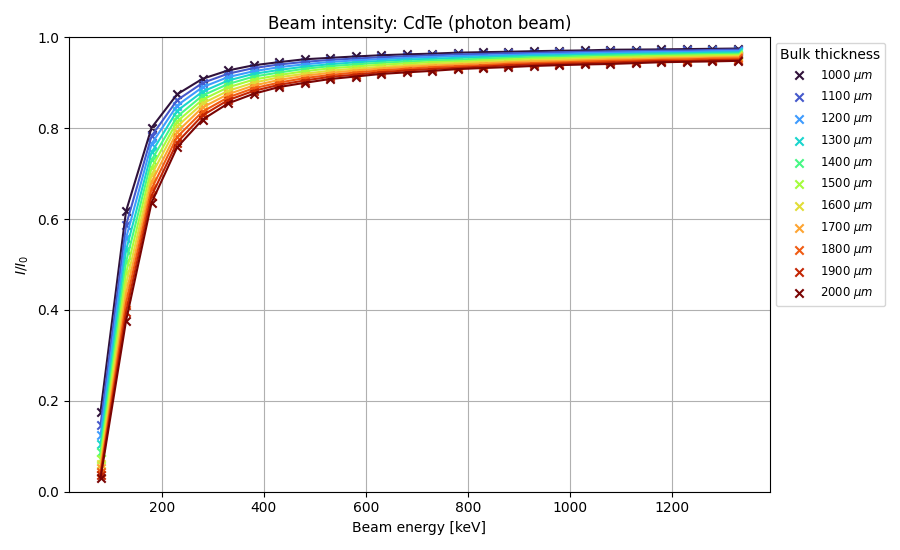 Beam intensity: CdTe (photon beam)
1.0
0.8
0.6
0.4
0.2
0.0
I/I₀
200
400
600
800
1000
1200
Beam energy [keV]
Bulk thickness
1000 μm
1100 μm
1200 μm
1300 μm
1400 μm
1500 μm
1600 μm
1700 μm
1800 μm
1900 μm
2000 μm